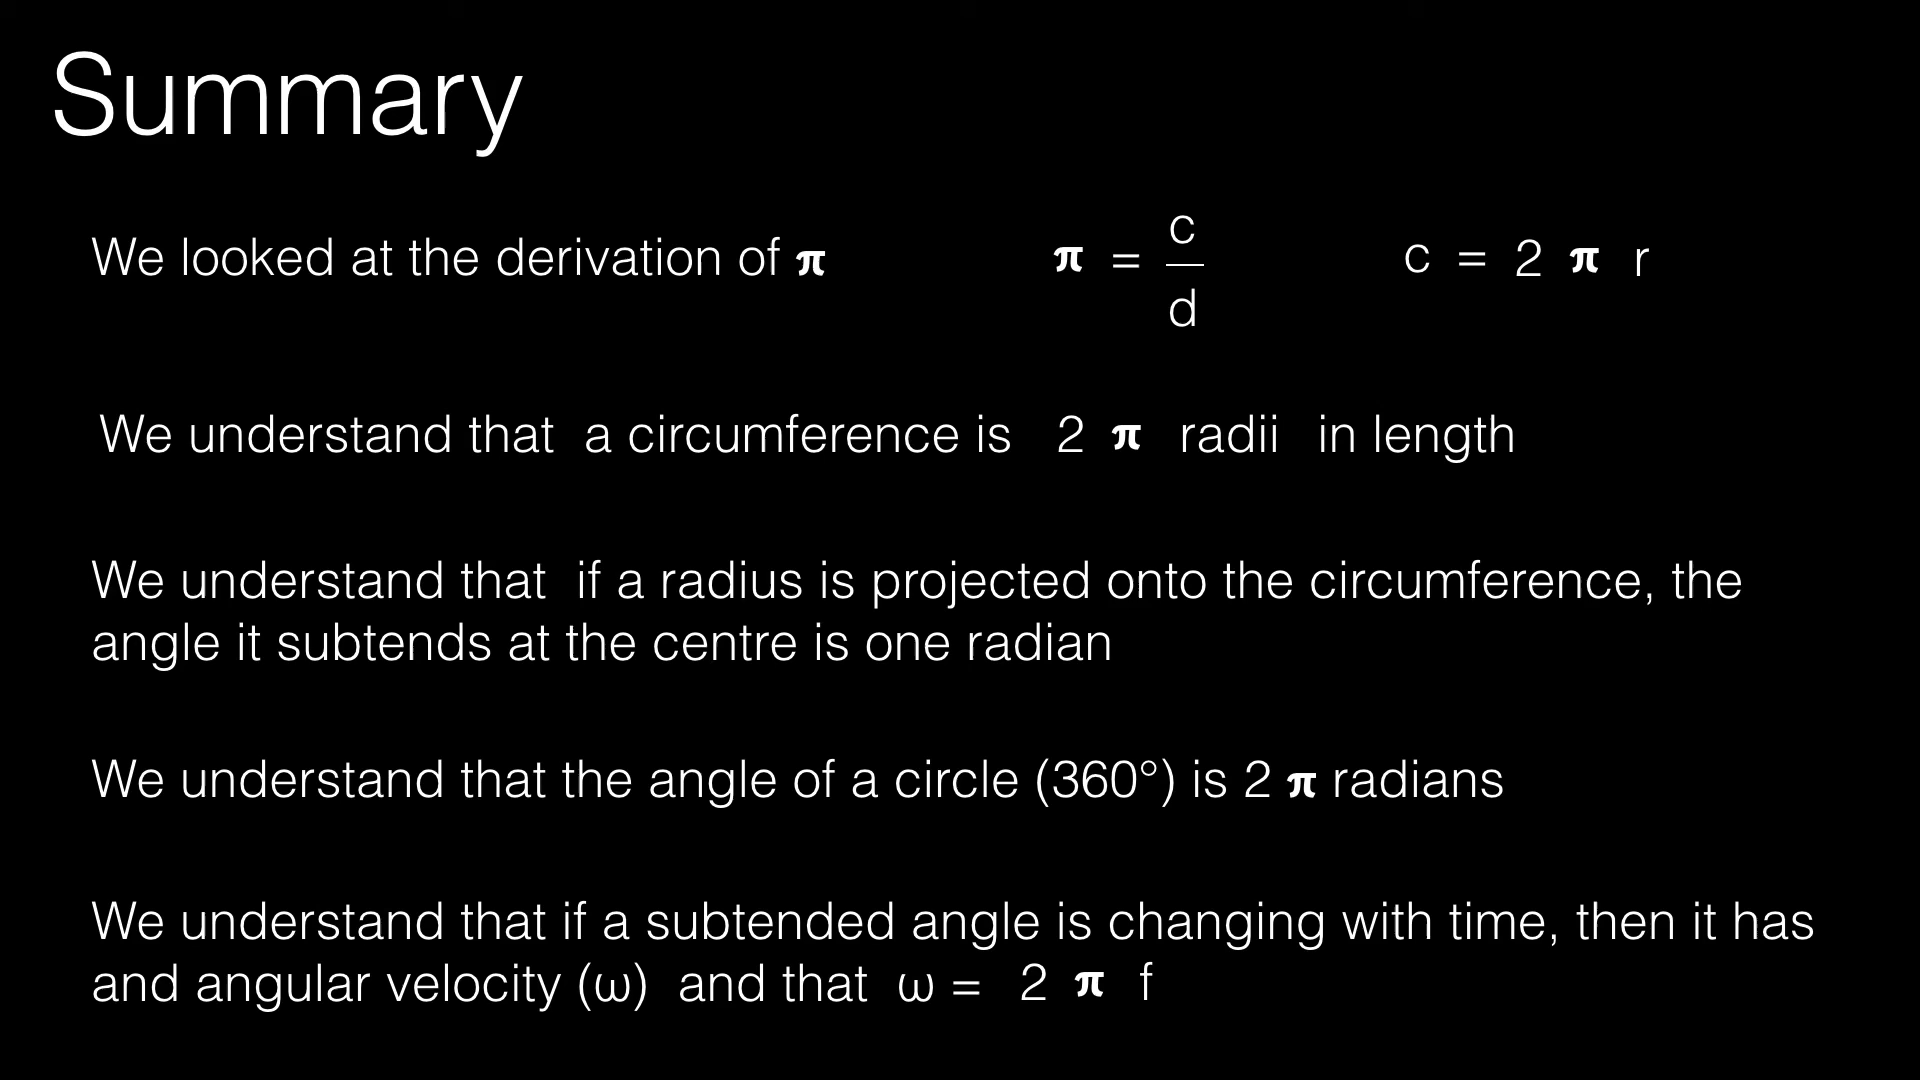 Summary
We looked at the derivation of π π = c/d c = 2 π r
We understand that a circumference is 2 π radii in length
We understand that if a radius is projected onto the circumference, the
angle it subtends at the centre is one radian
We understand that the angle of a circle (360°) is 2 π radians
We understand that if a subtended angle is changing with time, then it has
and angular velocity (ω) and that ω = 2 π f